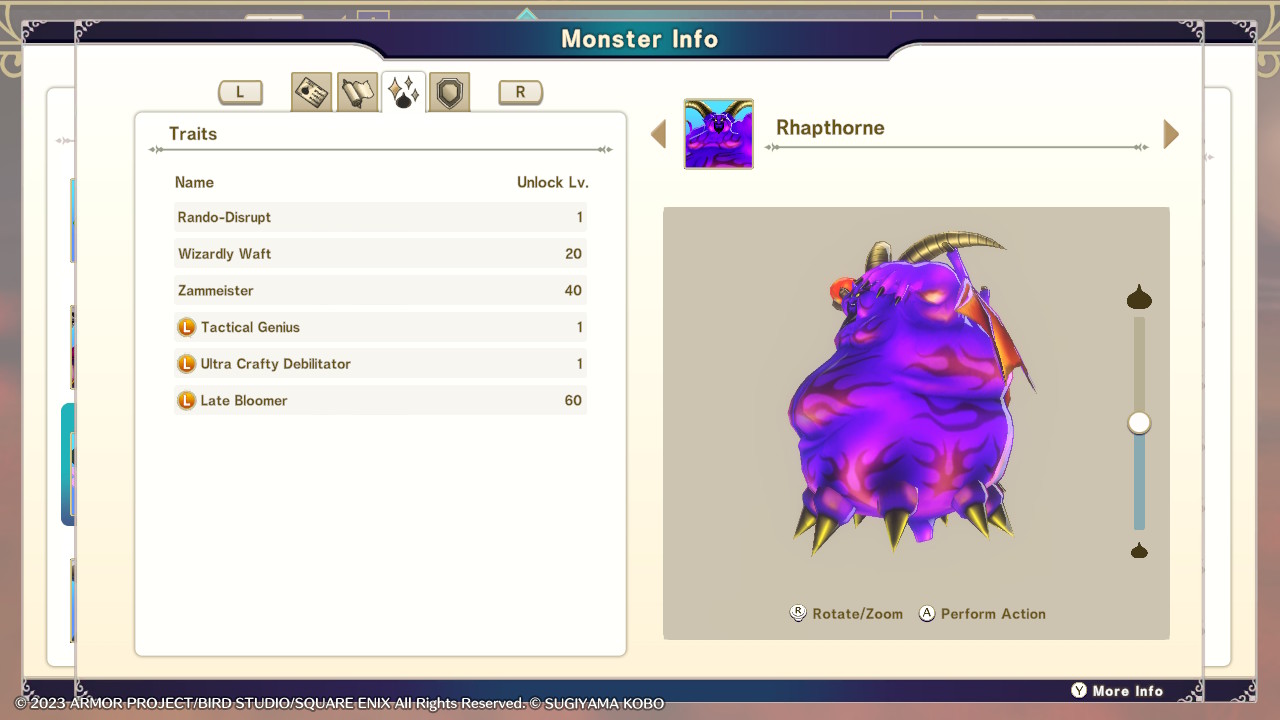 Monster Info
L
R
Traits
Name Unlock Lv.
Rando-Disrupt 1
Wizardly Waft 20
Zammeister 40
L Tactical Genius 1
L Ultra Crafty Debilitator 1
L Late Bloomer 60
Rhapthorne
R Rotate/Zoom A Perform Action
Y More Info
© 2023 ARMOR PROJECT/BIRD STUDIO/SQUARE ENIX All Rights Reserved. © SUGIYAMA KOBO